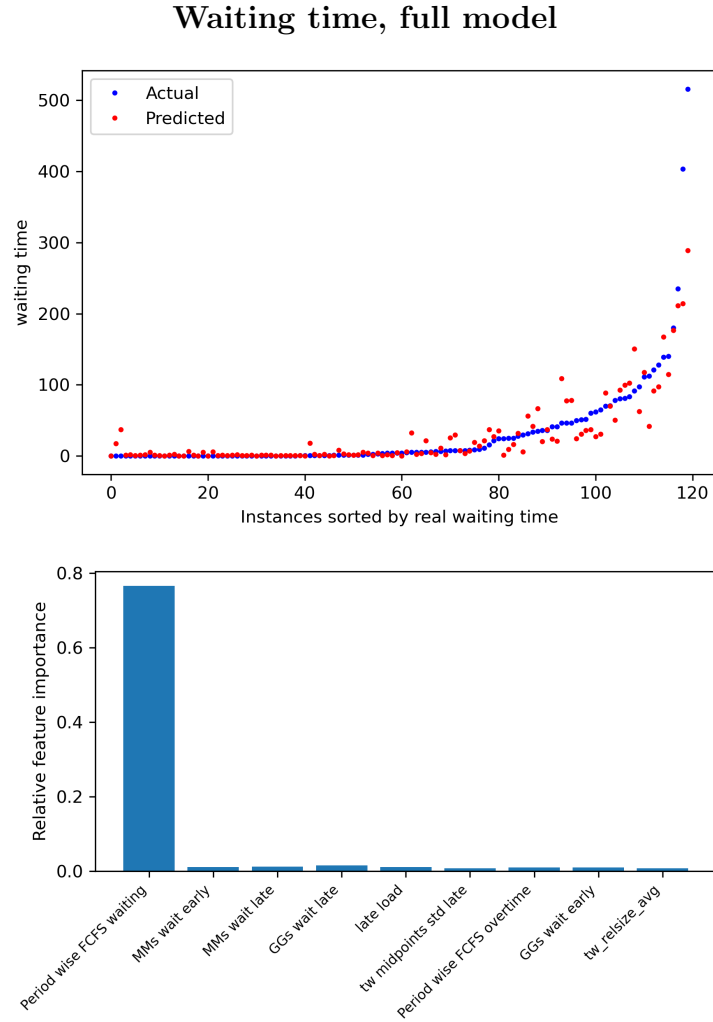 Waiting time, full model
Actual
Predicted
500
400
300
200
100
0
waiting time
0 20 40 60 80 100 120
Instances sorted by real waiting time
0.8
0.6
0.4
0.2
0.0
Relative feature importance
Period wise FCFS waiting
MMs wait early
MMs wait late
GGs wait late
late load
tw midpoints std late
Period wise FCFS overtime
GGs wait early
tw_relsize_avg